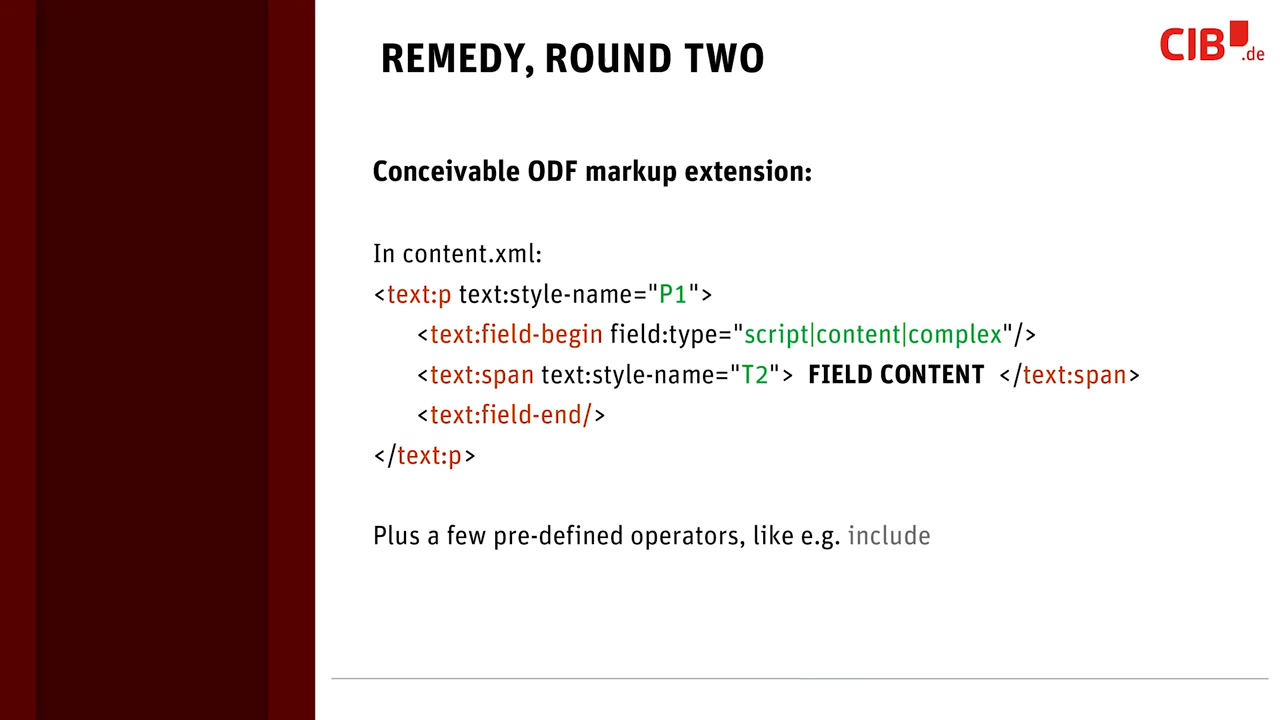 REMEDY, ROUND TWO
CIB.de
Conceivable ODF markup extension:
In content.xml:
<text:p text:style-name="P1">
<text:field-begin field:type="script|content|complex"/>
<text:span text:style-name="T2"> FIELD CONTENT </text:span>
<text:field-end/>
</text:p>
Plus a few pre-defined operators, like e.g. include